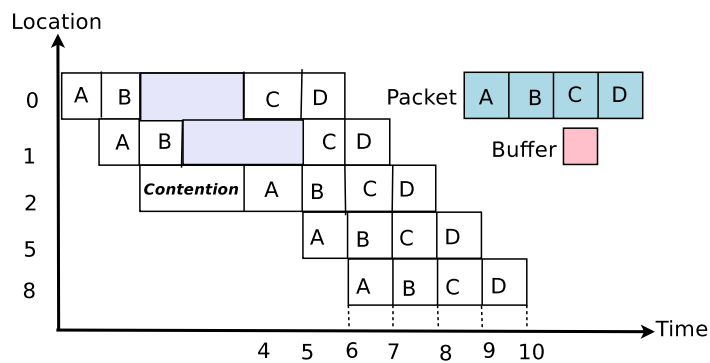 Location
0 A B C D Packet A B C D
1 A B C D Buffer
2 Contention A B C D
5 A B C D
8 A B C D
Time
4 5 6 7 8 9 10